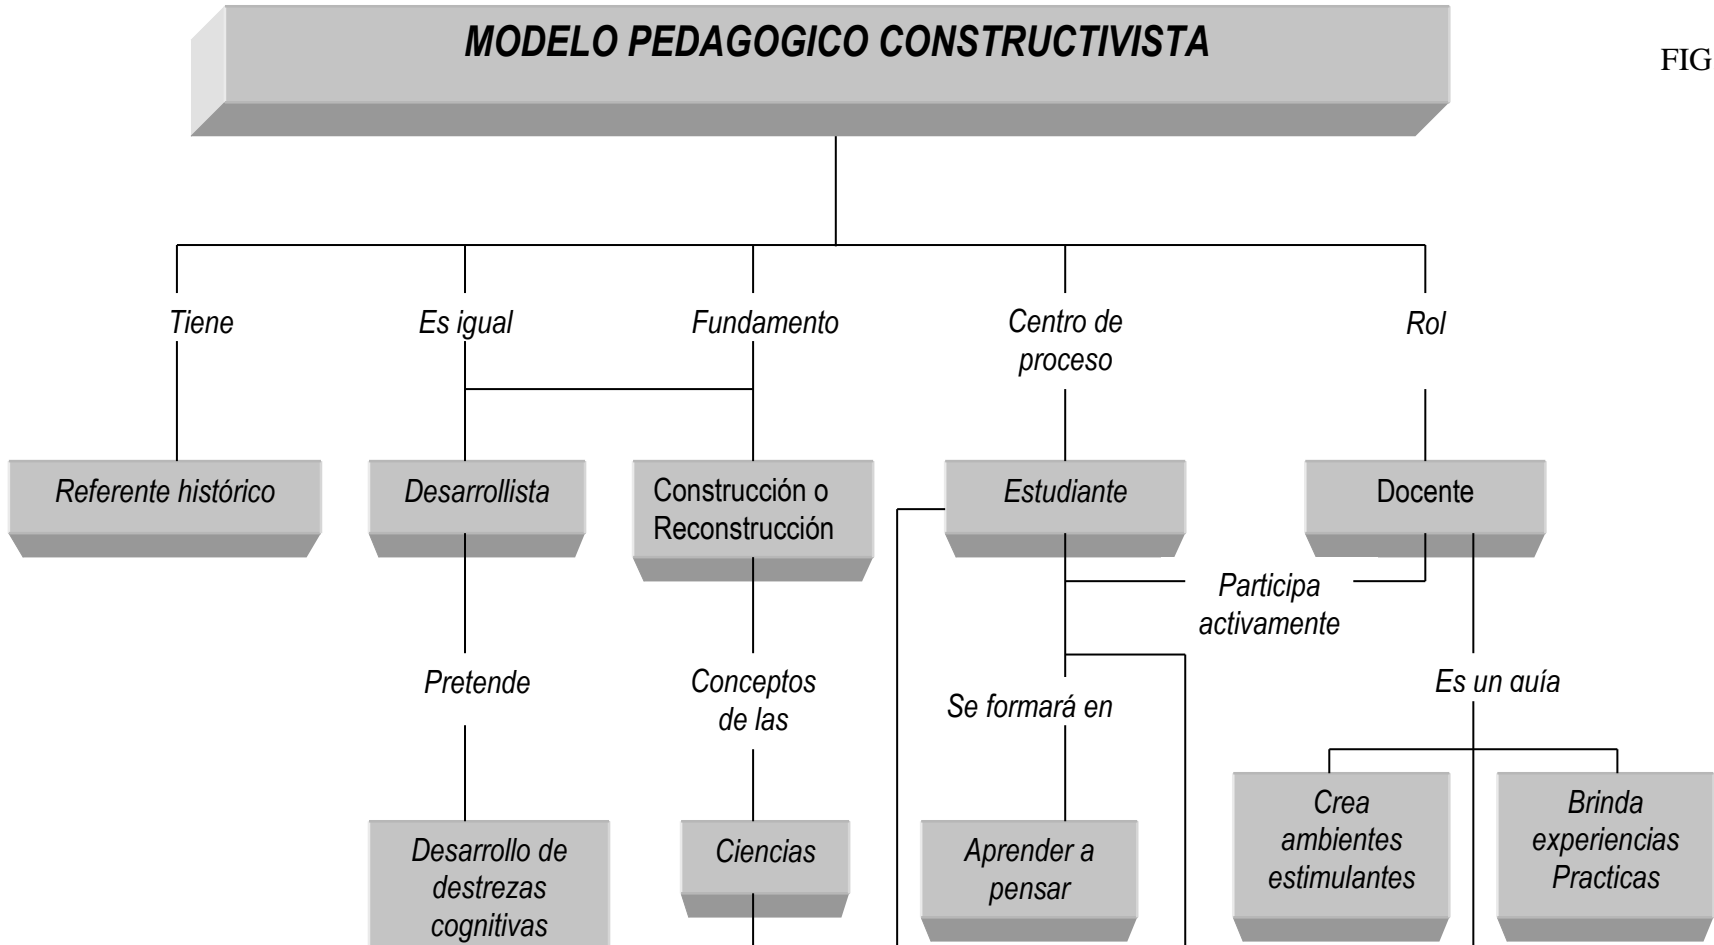 MODELO PEDAGOGICO CONSTRUCTIVISTA
FIG
Tiene
Es igual
Fundamento
Centro de
proceso
Rol
Referente histórico
Desarrollista
Construcción o
Reconstrucción
Estudiante
Docente
Participa
activamente
Pretende
Conceptos
de las
Se formará en
Es un guía
Desarrollo de
destrezas
cognitivas
Ciencias
Aprender a
pensar
Crea
ambientes
estimulantes
Brinda
experiencias
Practicas